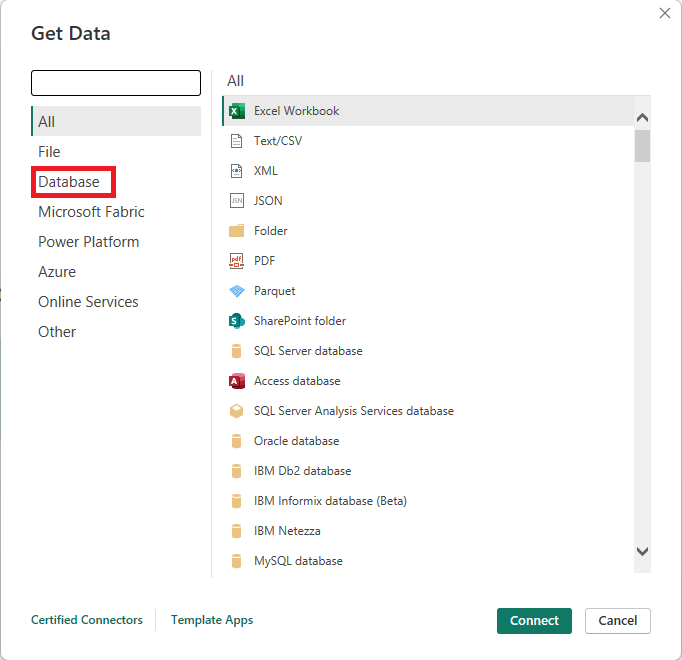 Get Data
All
File
Database
Microsoft Fabric
Power Platform
Azure
Online Services
Other
All
Excel Workbook
Text/CSV
XML
JSON
Folder
PDF
Parquet
SharePoint folder
SQL Server database
Access database
SQL Server Analysis Services database
Oracle database
IBM Db2 database
IBM Informix database (Beta)
IBM Netezza
MySQL database
Certified Connectors
Template Apps
Connect
Cancel